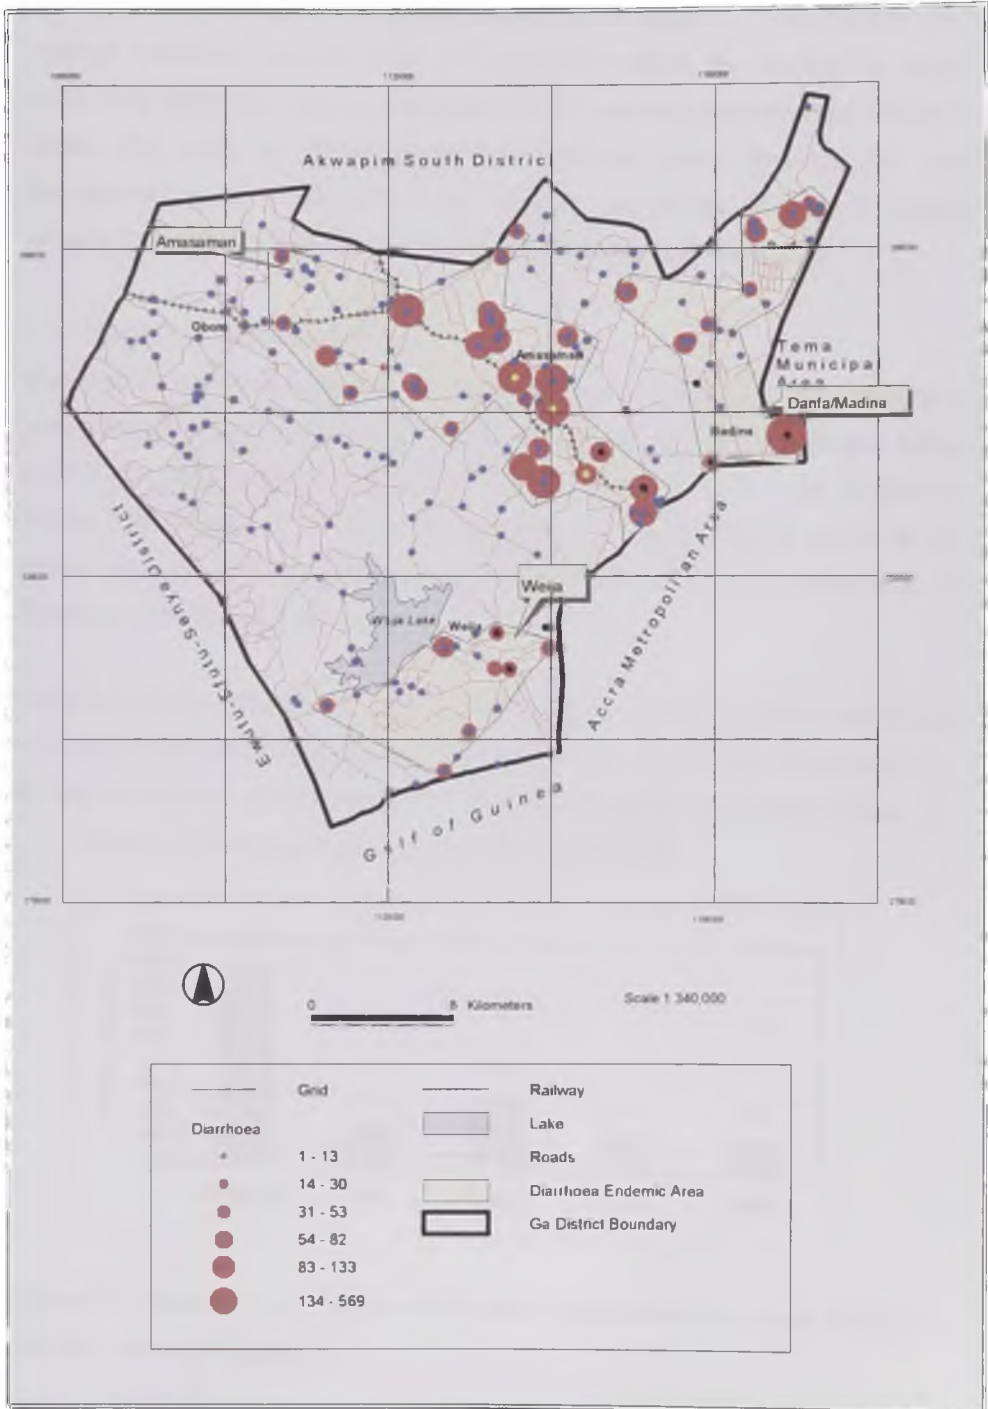 Akwapim South District
Amasaman
Obom
Amasaman
Tema
Municipal
Area
Danfa/Madina
Madina
Weija
Weija Lake
Weija
Ewutu-Efutu-Senya District
Accra Metropolitan Area
Gulf of Guinea
0 8 Kilometers
Scale 1:340,000
Grid
Diarrhoea
1 - 13
14 - 30
31 - 53
54 - 82
83 - 133
134 - 569
Railway
Lake
Roads
Diarrhoea Endemic Area
Ga District Boundary